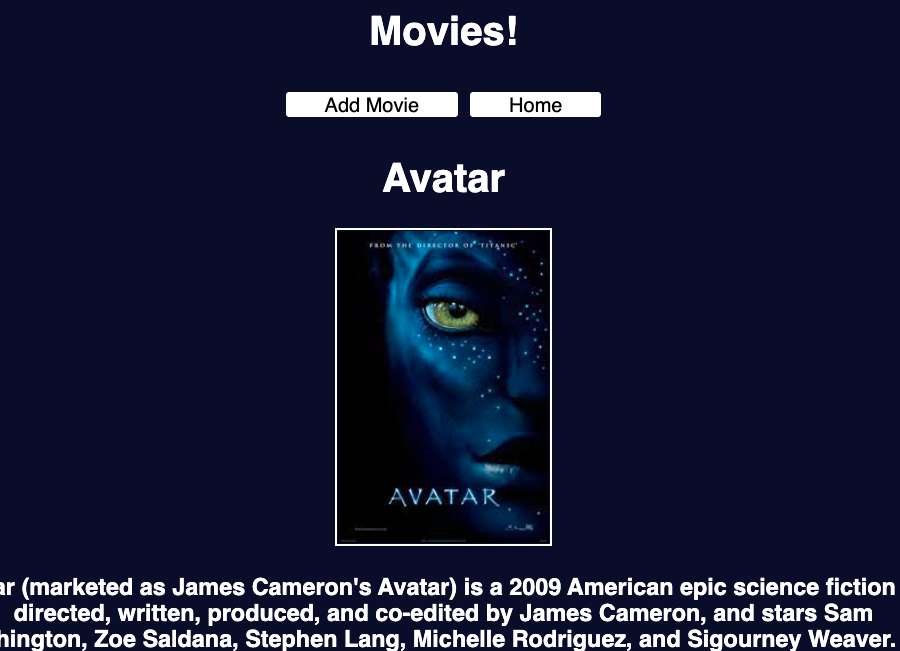 Movies!
Add Movie Home
Avatar
FROM THE DIRECTOR OF 'TITANIC'
AVATAR
ar (marketed as James Cameron's Avatar) is a 2009 American epic science fiction
directed, written, produced, and co-edited by James Cameron, and stars Sam
hington, Zoe Saldana, Stephen Lang, Michelle Rodriguez, and Sigourney Weaver.